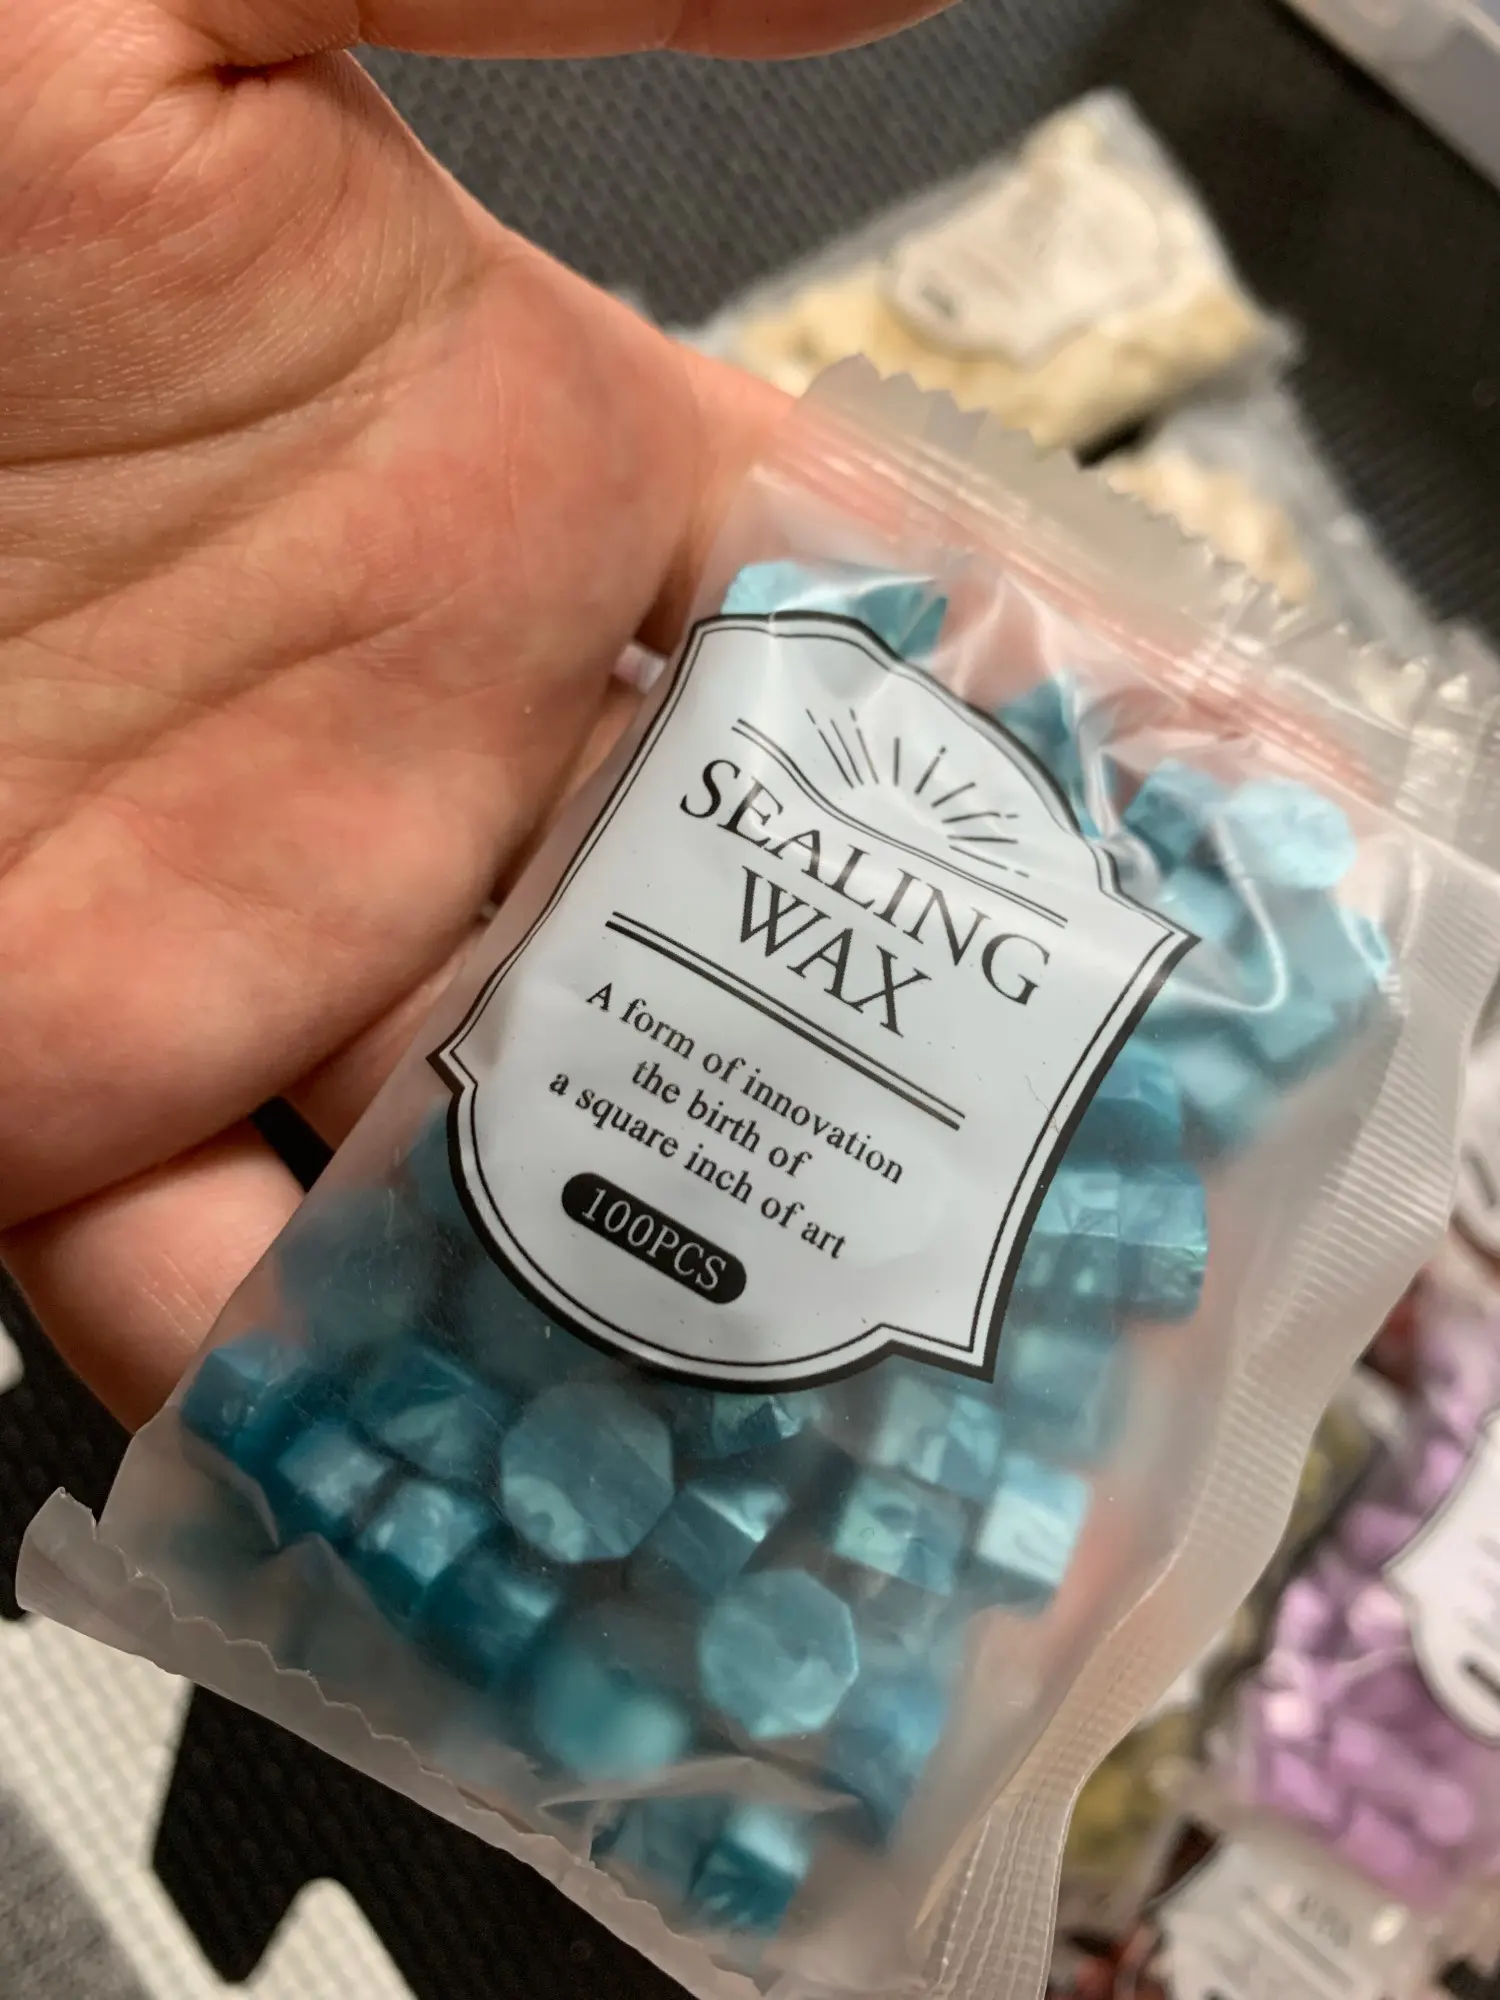 SEALING
WAX
A form of innovation
the birth of
a square inch of art
100PCS